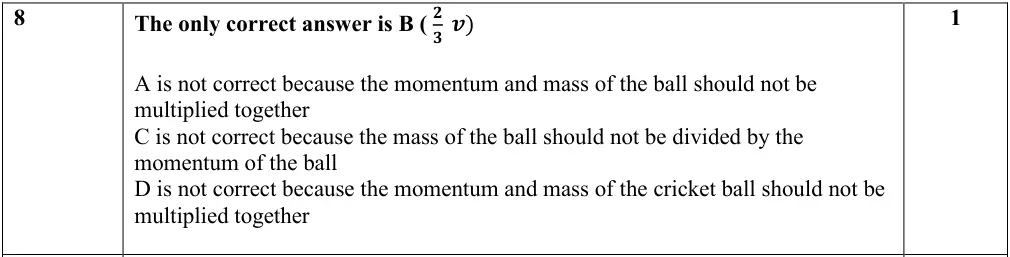 8 The only correct answer is B ( 2/3 v) 1
A is not correct because the momentum and mass of the ball should not be
multiplied together
C is not correct because the mass of the ball should not be divided by the
momentum of the ball
D is not correct because the momentum and mass of the cricket ball should not be
multiplied together